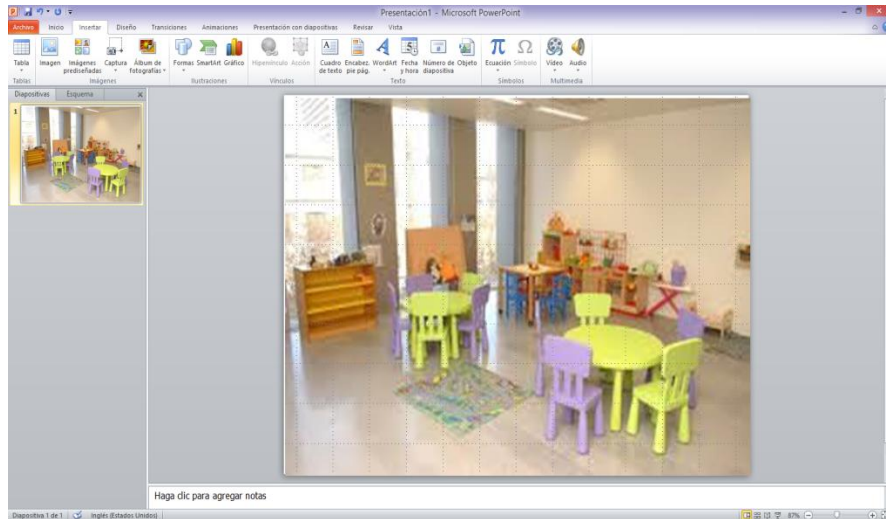 Presentación1 - Microsoft PowerPoint
Archivo Inicio Insertar Diseño Transiciones Animaciones Presentación con diapositivas Revisar Vista
Tabla Imagen Imágenes prediseñadas Captura Álbum de fotografías Formas SmartArt Gráfico Hipervínculo Acción Cuadro de texto Encabez. pie pág. WordArt Fecha y hora Número de diapositiva Objeto Ecuación Símbolo Vídeo Audio
Tablas Imágenes Ilustraciones Vínculos Texto Símbolos Multimedia
Diapositivas Esquema
1
Haga clic para agregar notas
Diapositiva 1 de 1 Inglés (Estados Unidos) 87%